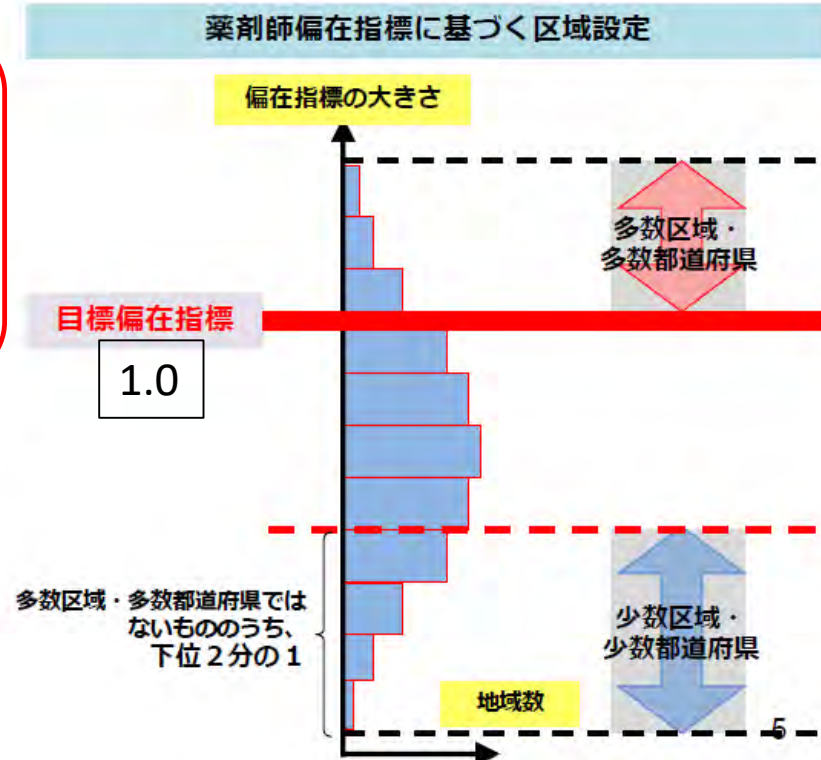 薬剤師偏在指標に基づく区域設定
偏在指標の大きさ
多数区域・
多数都道府県
目標偏在指標
1.0
多数区域・多数都道府県では
ないもののうち、
下位２分の１
少数区域・
少数都道府県
地域数
5